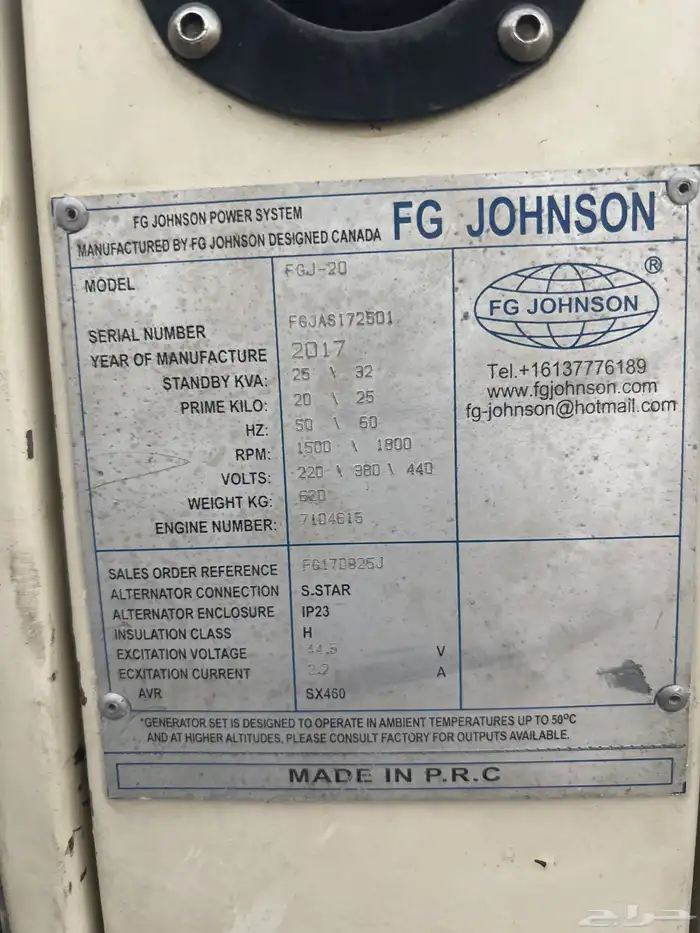 FG JOHNSON POWER SYSTEM
MANUFACTURED BY FG JOHNSON DESIGNED CANADA
FG JOHNSON
MODEL FGJ-20
SERIAL NUMBER FGJAS172501
YEAR OF MANUFACTURE 2017
STANDBY KVA: 25 \ 32
PRIME KILO: 20 \ 25
HZ: 50 \ 60
RPM: 1500 \ 1800
VOLTS: 220 \ 380 \ 440
WEIGHT KG: 620
ENGINE NUMBER: 7104615
FG JOHNSON ®
Tel.+16137776189
www.fgjohnson.com
fg-johnson@hotmail.com
SALES ORDER REFERENCE FG170825J
ALTERNATOR CONNECTION S.STAR
ALTERNATOR ENCLOSURE IP23
INSULATION CLASS H
EXCITATION VOLTAGE 44.5 V
ECXITATION CURRENT 2.2 A
AVR SX460
*GENERATOR SET IS DESIGNED TO OPERATE IN AMBIENT TEMPERATURES UP TO 50°C
AND AT HIGHER ALTITUDES, PLEASE CONSULT FACTORY FOR OUTPUTS AVAILABLE.
MADE IN P.R.C
حراج